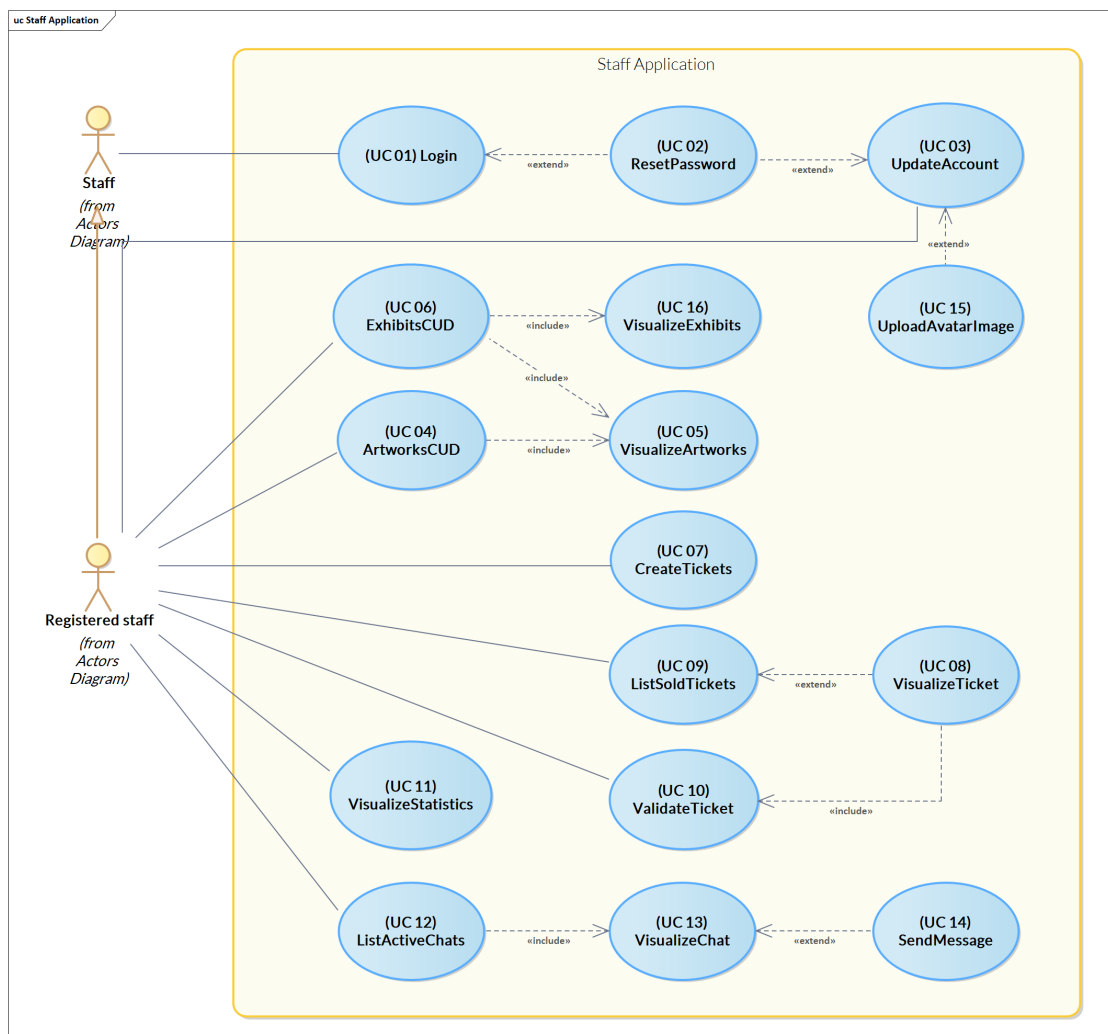 uc Staff Application
Staff Application
Staff
(from
Actors
Diagram)
(UC 01) Login
«extend»
(UC 02)
ResetPassword
«extend»
(UC 03)
UpdateAccount
«extend»
(UC 06)
ExhibitsCUD
«include»
(UC 16)
VisualizeExhibits
(UC 15)
UploadAvatarImage
«include»
(UC 04)
ArtworksCUD
«include»
(UC 05)
VisualizeArtworks
(UC 07)
CreateTickets
Registered staff
(from
Actors
Diagram)
(UC 09)
ListSoldTickets
«extend»
(UC 08)
VisualizeTicket
(UC 11)
VisualizeStatistics
(UC 10)
ValidateTicket
«include»
(UC 12)
ListActiveChats
«include»
(UC 13)
VisualizeChat
«extend»
(UC 14)
SendMessage